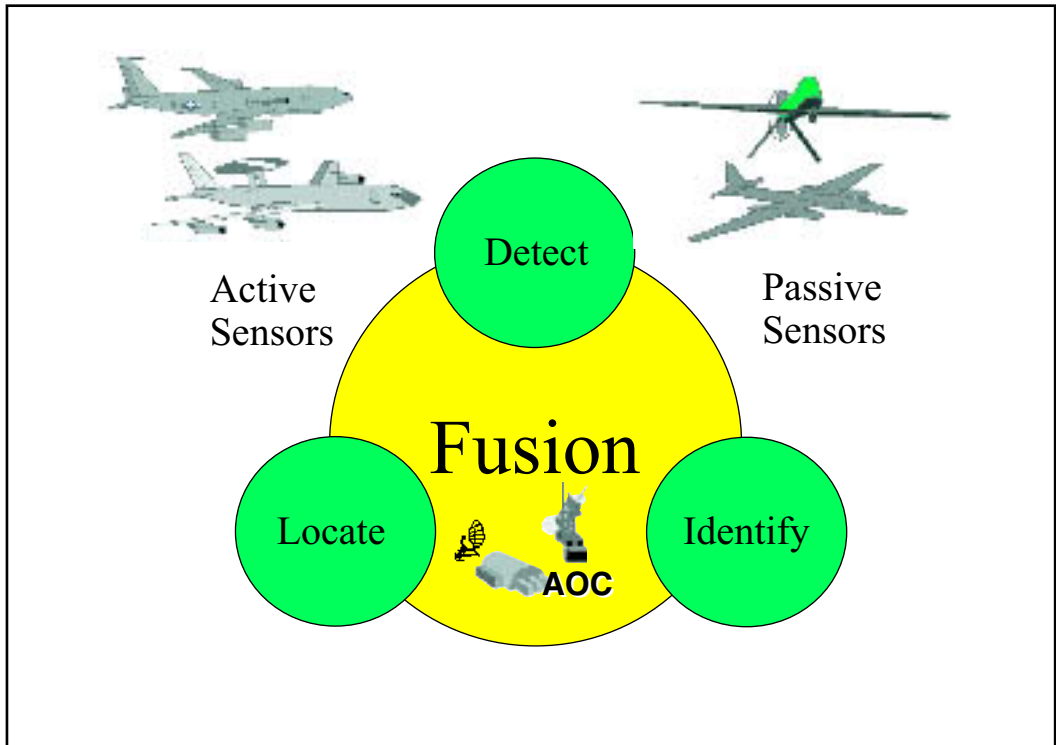 Detect
Active
Sensors
Passive
Sensors
Fusion
Locate
Identify
AOC